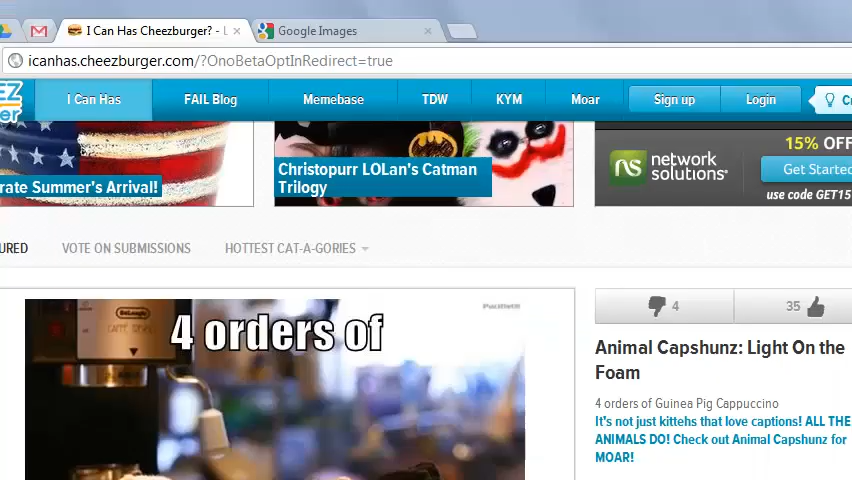 I Can Has Cheezburger? - L
Google Images
icanhas.cheezburger.com/?OnoBetaOptInRedirect=true
EZ
I Can Has
FAIL Blog
Memebase
TDW
KYM
Moar
Sign up
Login
rate Summer's Arrival!
Christopurr LOLan's Catman
Trilogy
ns network
solutions
15% OFF
Get Started
use code GET15
URED
VOTE ON SUBMISSIONS
HOTTEST CAT-A-GORIES
4
35
DeLonghi
4 orders of
Animal Capshunz: Light On the
Foam
4 orders of Guinea Pig Cappuccino
It's not just kittehs that love captions! ALL THE
ANIMALS DO! Check out Animal Capshunz for
MOAR!